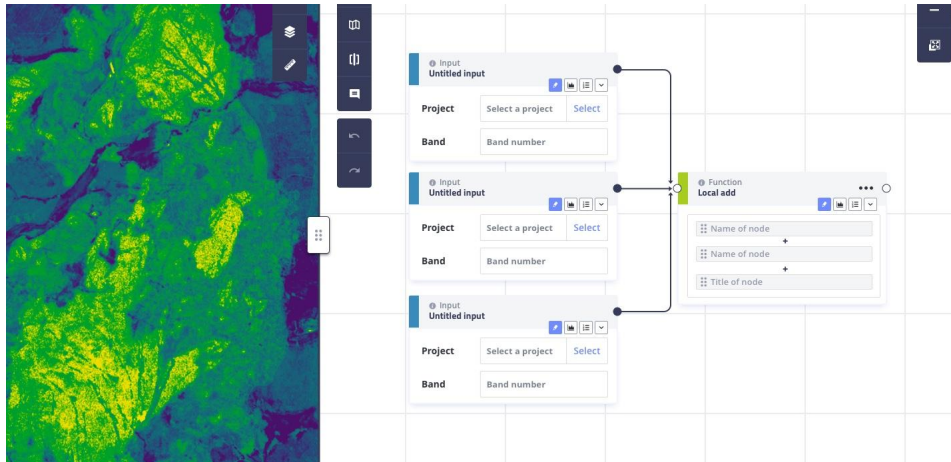 Input
Untitled input
Project Select a project Select
Band Band number
Input
Untitled input
Project Select a project Select
Band Band number
Input
Untitled input
Project Select a project Select
Band Band number
Function
Local add
Name of node
+
Name of node
+
Title of node